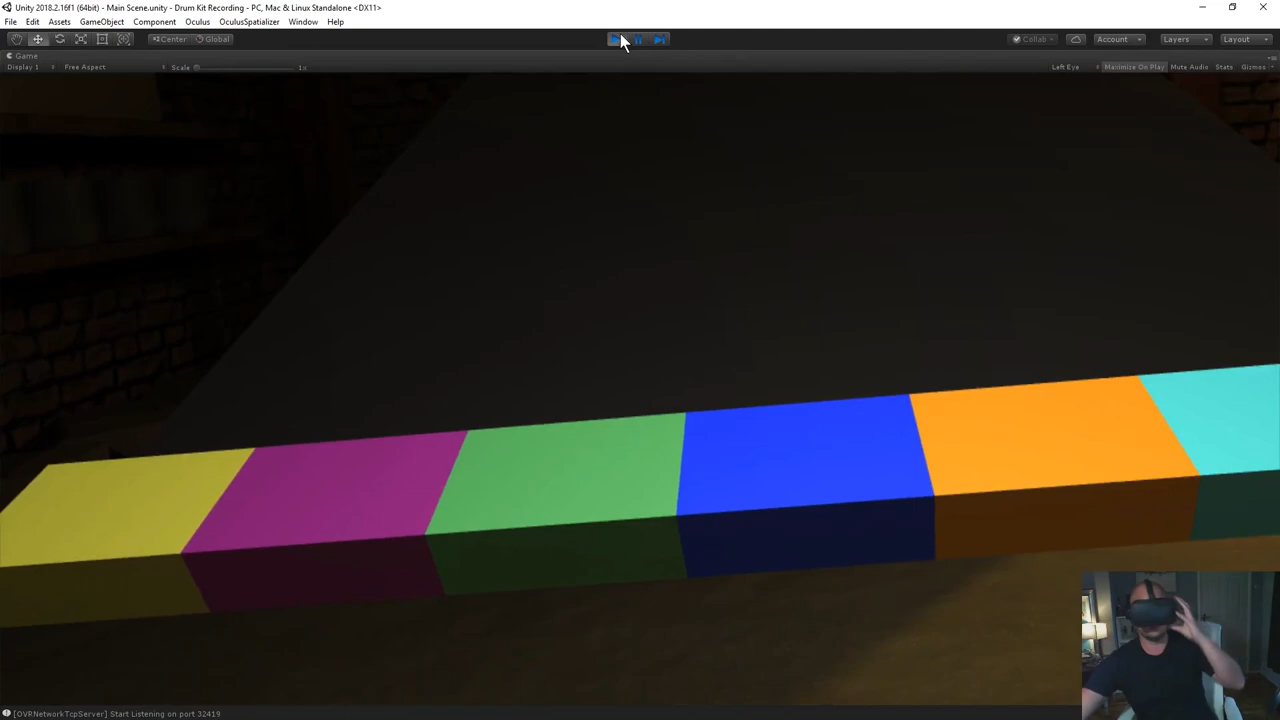 Unity 2018.2.16f1 (64bit) - Main Scene.unity - Drum Kit Recording - PC, Mac & Linux Standalone <DX11>
File Edit Assets GameObject Component Oculus OculusSpatializer Window Help
Center Global Collab Account Layers Layout
Game
Display 1 Free Aspect Scale 1x Left Eye Maximize On Play Mute Audio Stats Gizmos
[OVRNetworkTcpServer] Start Listening on port 32419